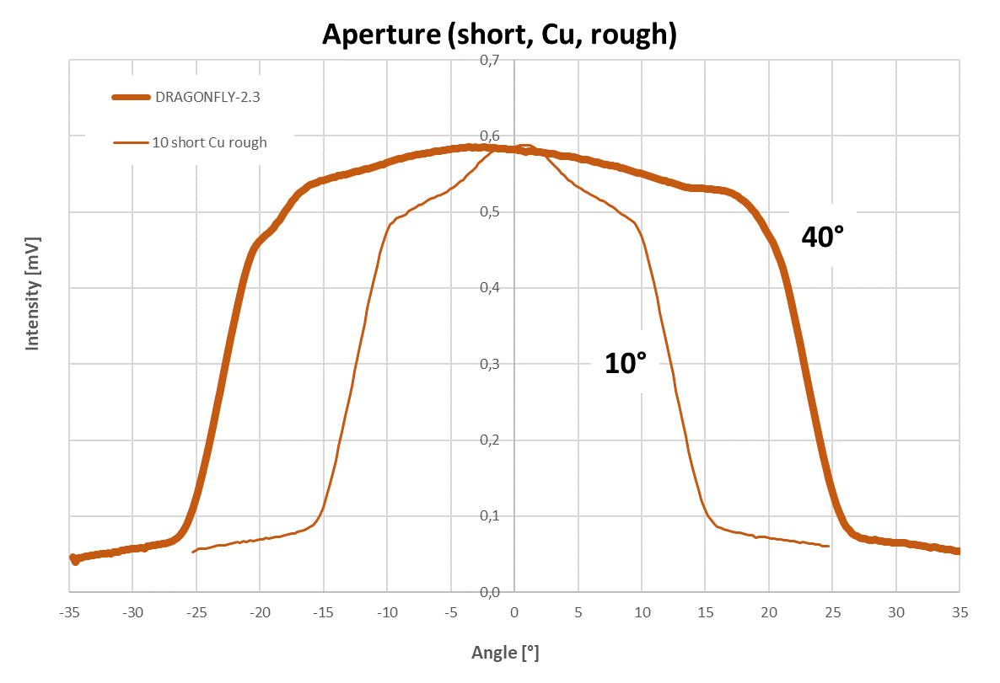 Aperture (short, Cu, rough)
0,7
DRAGONFLY-2.3
0,6
10 short Cu rough
0,5
40°
0,4
Intensity [mV]
10°
0,3
0,2
0,1
0,0
-35 -30 -25 -20 -15 -10 -5 0 5 10 15 20 25 30 35
Angle [°]